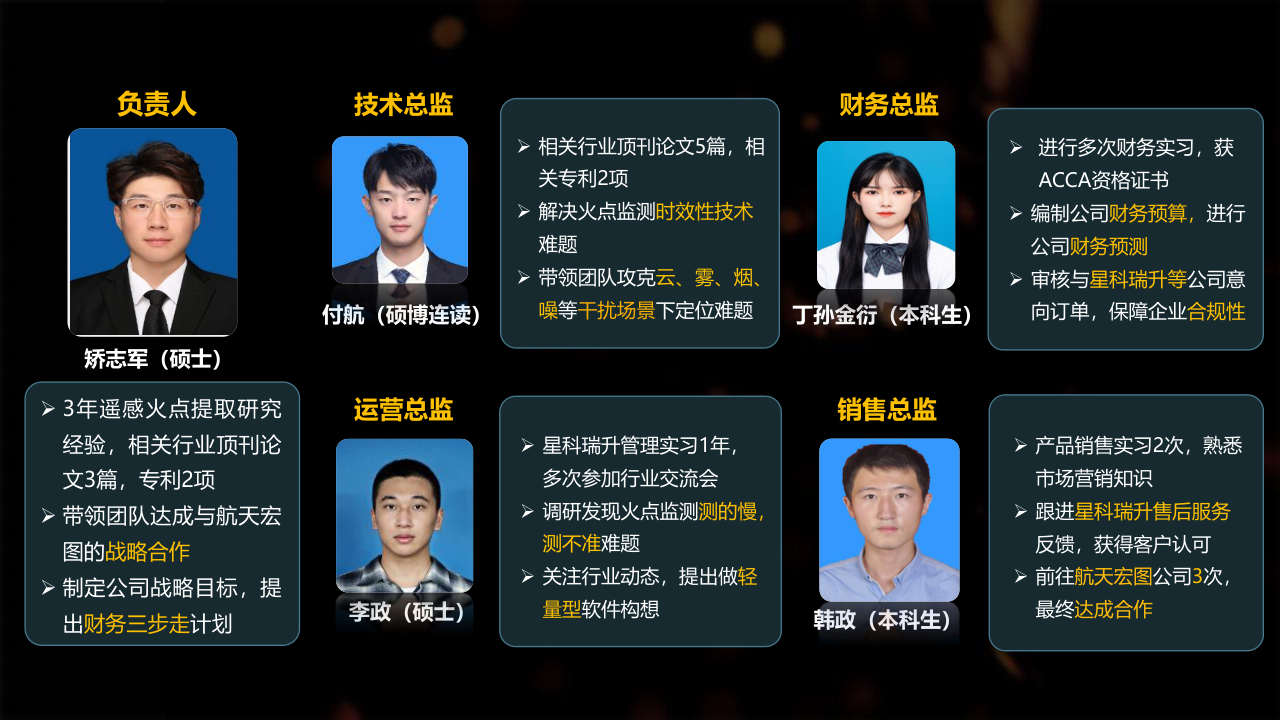 负责人
矫志军（硕士）
3年遥感火点提取研究
经验，相关行业顶刊论
文3篇，专利2项
带领团队达成与航天宏
图的战略合作
制定公司战略目标，提
出财务三步走计划
技术总监
付航（硕博连读）
相关行业顶刊论文5篇，相
关专利2项
解决火点监测时效性技术
难题
带领团队攻克云、雾、烟、
噪等干扰场景下定位难题
财务总监
丁孙金衍（本科生）
进行多次财务实习，获
ACCA资格证书
编制公司财务预算，进行
公司财务预测
审核与星科瑞升等公司意
向订单，保障企业合规性
运营总监
李政（硕士）
星科瑞升管理实习1年，
多次参加行业交流会
调研发现火点监测测的慢，
测不准难题
关注行业动态，提出做轻
量型软件构想
销售总监
韩政（本科生）
产品销售实习2次，熟悉
市场营销知识
跟进星科瑞升售后服务
反馈，获得客户认可
前往航天宏图公司3次，
最终达成合作